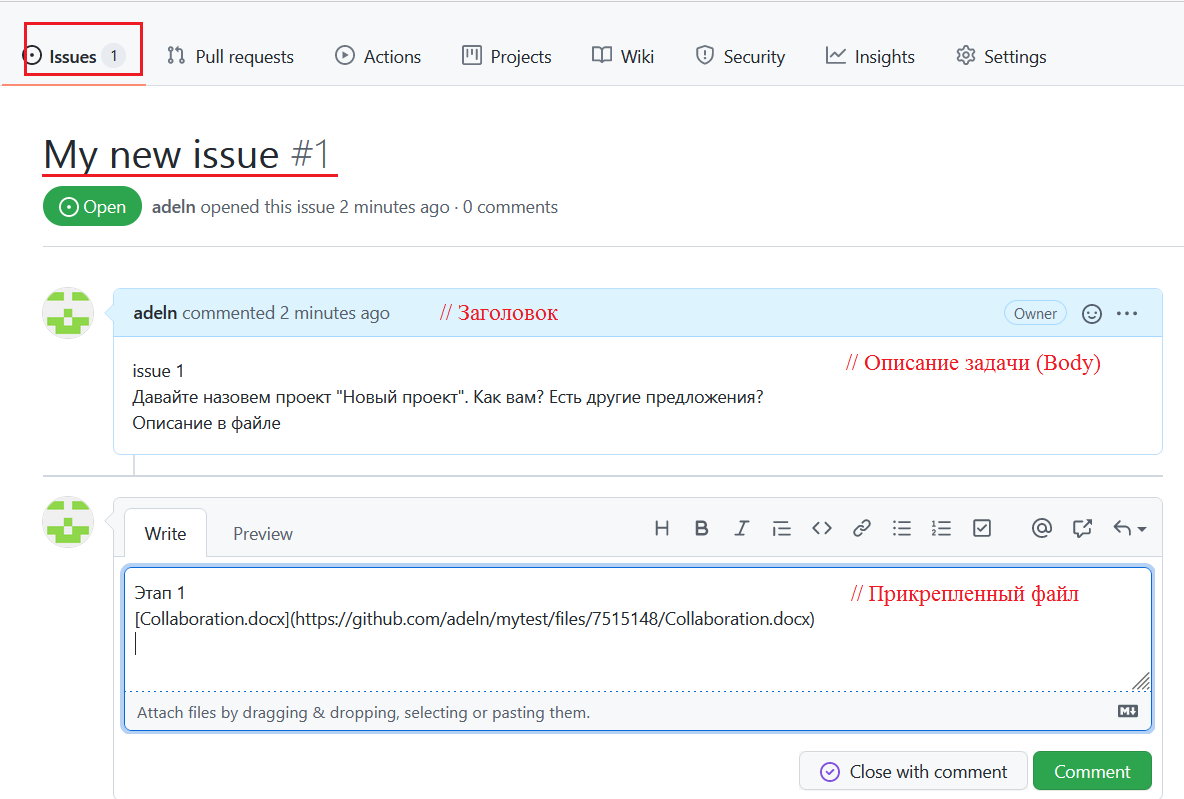 Issues 1 Pull requests Actions Projects Wiki Security Insights Settings
My new issue #1
Open adeln opened this issue 2 minutes ago · 0 comments
adeln commented 2 minutes ago // Заголовок Owner
// Описание задачи (Body)
issue 1
Давайте назовем проект "Новый проект". Как вам? Есть другие предложения?
Описание в файле
Write Preview
Этап 1 // Прикрепленный файл
[Collaboration.docx](https://github.com/adeln/mytest/files/7515148/Collaboration.docx)
Attach files by dragging & dropping, selecting or pasting them.
Close with comment Comment